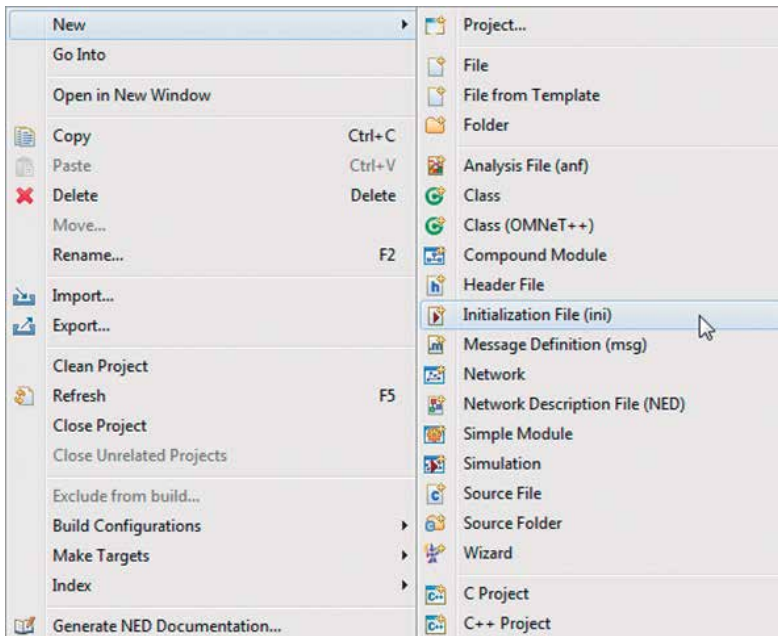 New
Go Into
Open in New Window
Copy Ctrl+C
Paste Ctrl+V
Delete Delete
Move...
Rename... F2
Import...
Export...
Clean Project
Refresh F5
Close Project
Close Unrelated Projects
Exclude from build...
Build Configurations
Make Targets
Index
Generate NED Documentation...
Project...
File
File from Template
Folder
Analysis File (anf)
Class
Class (OMNeT++)
Compound Module
Header File
Initialization File (ini)
Message Definition (msg)
Network
Network Description File (NED)
Simple Module
Simulation
Source File
Source Folder
Wizard
C Project
C++ Project